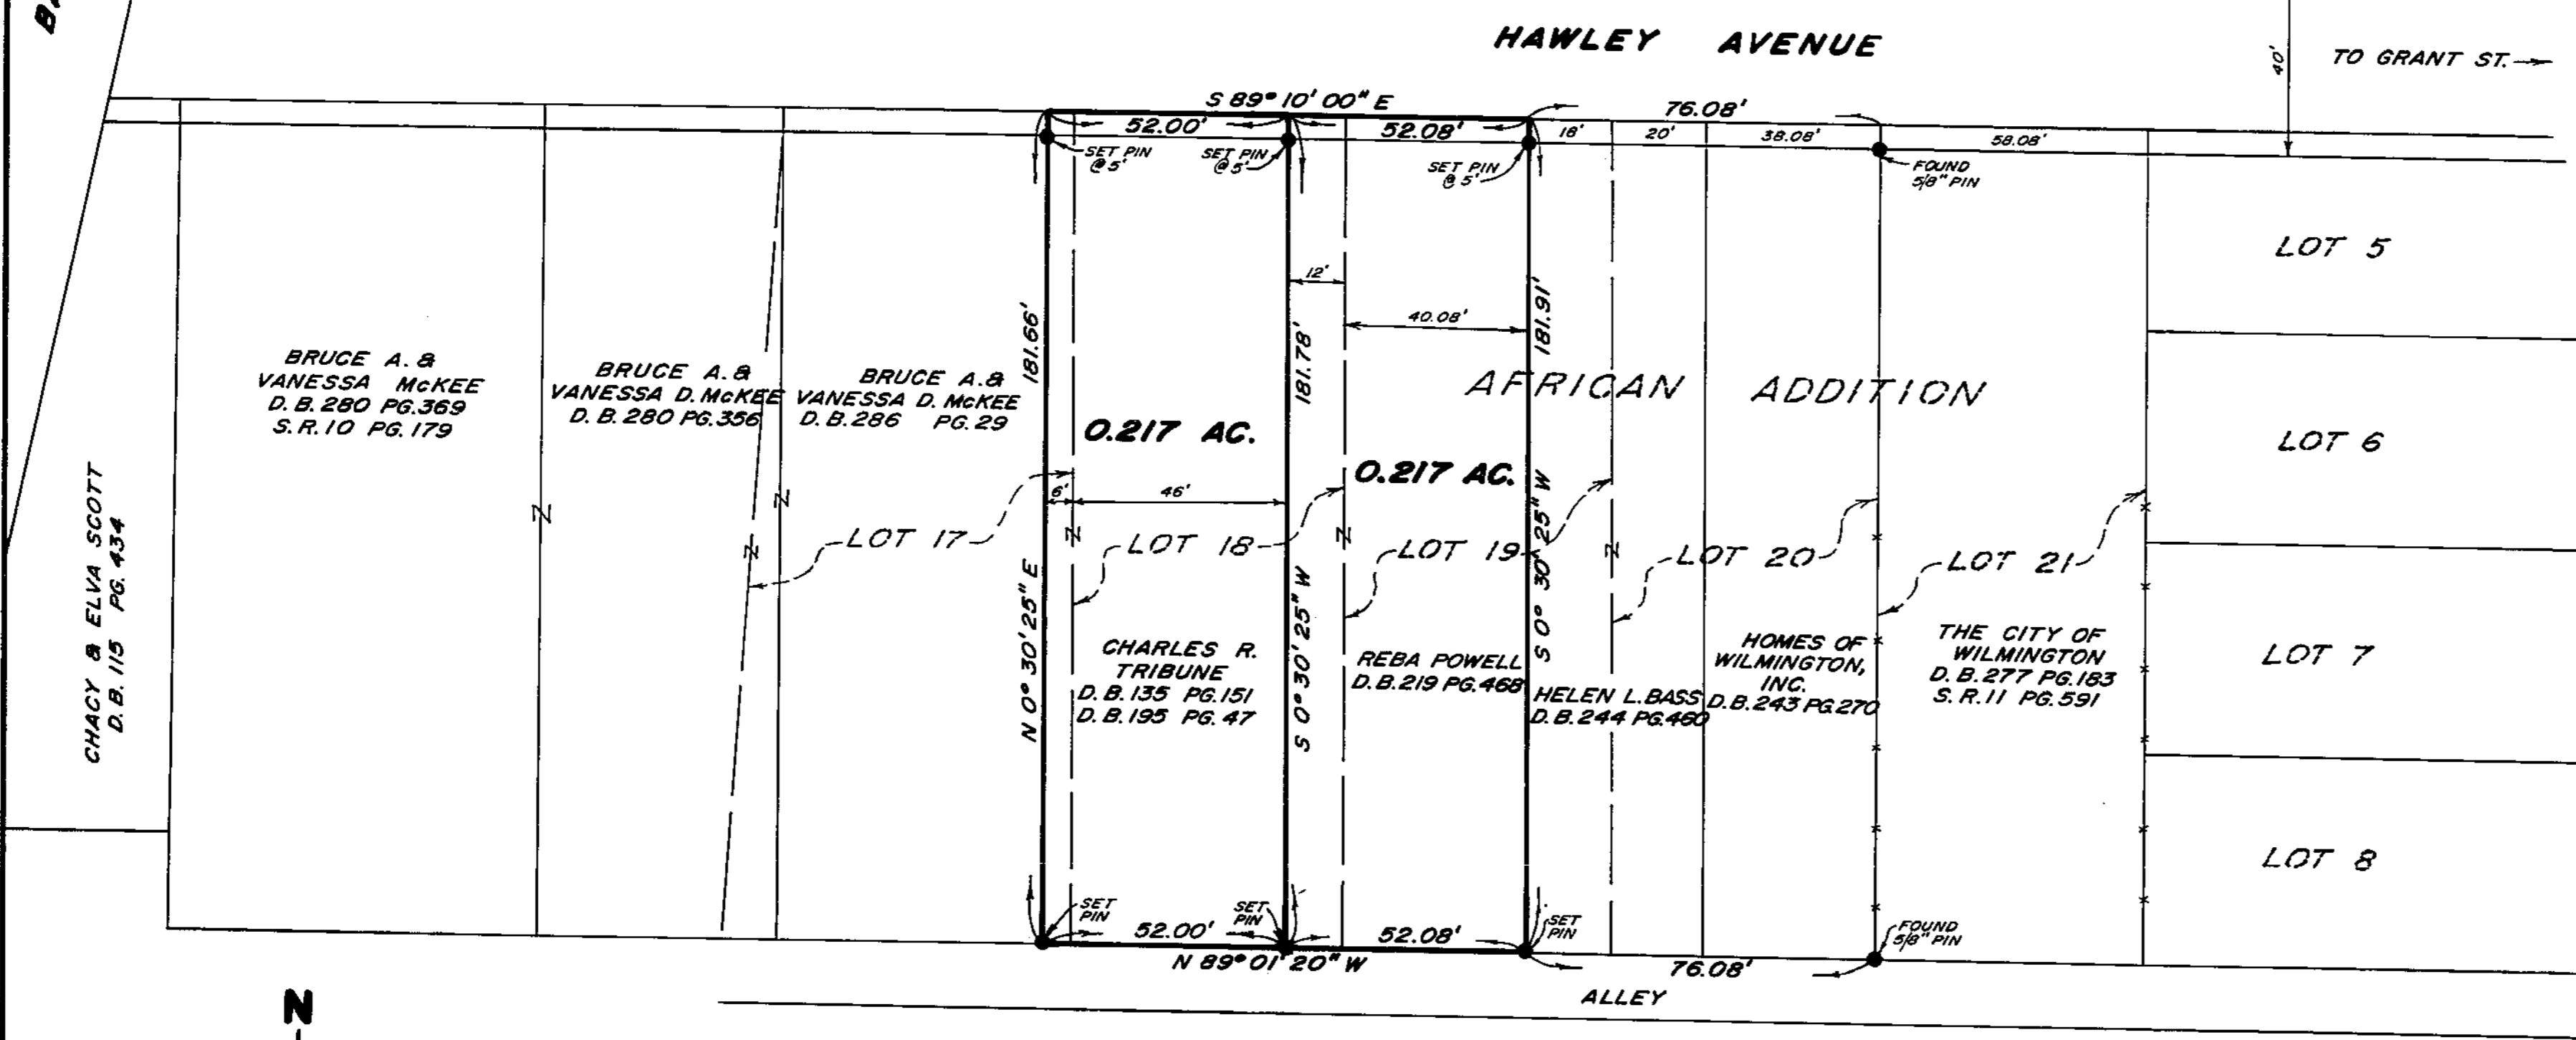 HAWLEY AVENUE
40'
TO GRANT ST.
S 89° 10' 00" E
76.08'
52.00'
52.08'
18'
20'
38.08'
58.08'
SET PIN
@ 5'
SET PIN
@ 5'
SET PIN
@ 5'
FOUND
5/8" PIN
LOT 5
12'
40.08'
181.66'
181.78'
181.91'
BRUCE A. &
VANESSA McKEE
D.B. 280 PG. 369
S.R. 10 PG. 179
BRUCE A. &
VANESSA D. McKEE
D.B. 280 PG. 356
BRUCE A. &
VANESSA D. McKEE
D.B. 286 PG. 29
AFRICAN ADDITION
0.217 AC.
0.217 AC.
LOT 6
6'
46'
CHACY & ELVA SCOTT
D.B. 115 PG. 434
LOT 17
LOT 18
LOT 19
LOT 20
LOT 21
N 0° 30' 25" E
S 0° 30' 25" W
S 0° 30' 25" W
CHARLES R.
TRIBUNE
D.B. 135 PG. 151
D.B. 195 PG. 47
REBA POWELL
D.B. 219 PG. 468
HELEN L. BASS
D.B. 244 PG. 460
HOMES OF
WILMINGTON,
INC.
D.B. 243 PG. 270
THE CITY OF
WILMINGTON
D.B. 277 PG. 183
S.R. 11 PG. 591
LOT 7
LOT 8
SET
PIN
SET
PIN
SET
PIN
FOUND
5/8" PIN
52.00'
52.08'
N 89° 01' 20" W
76.08'
ALLEY
N